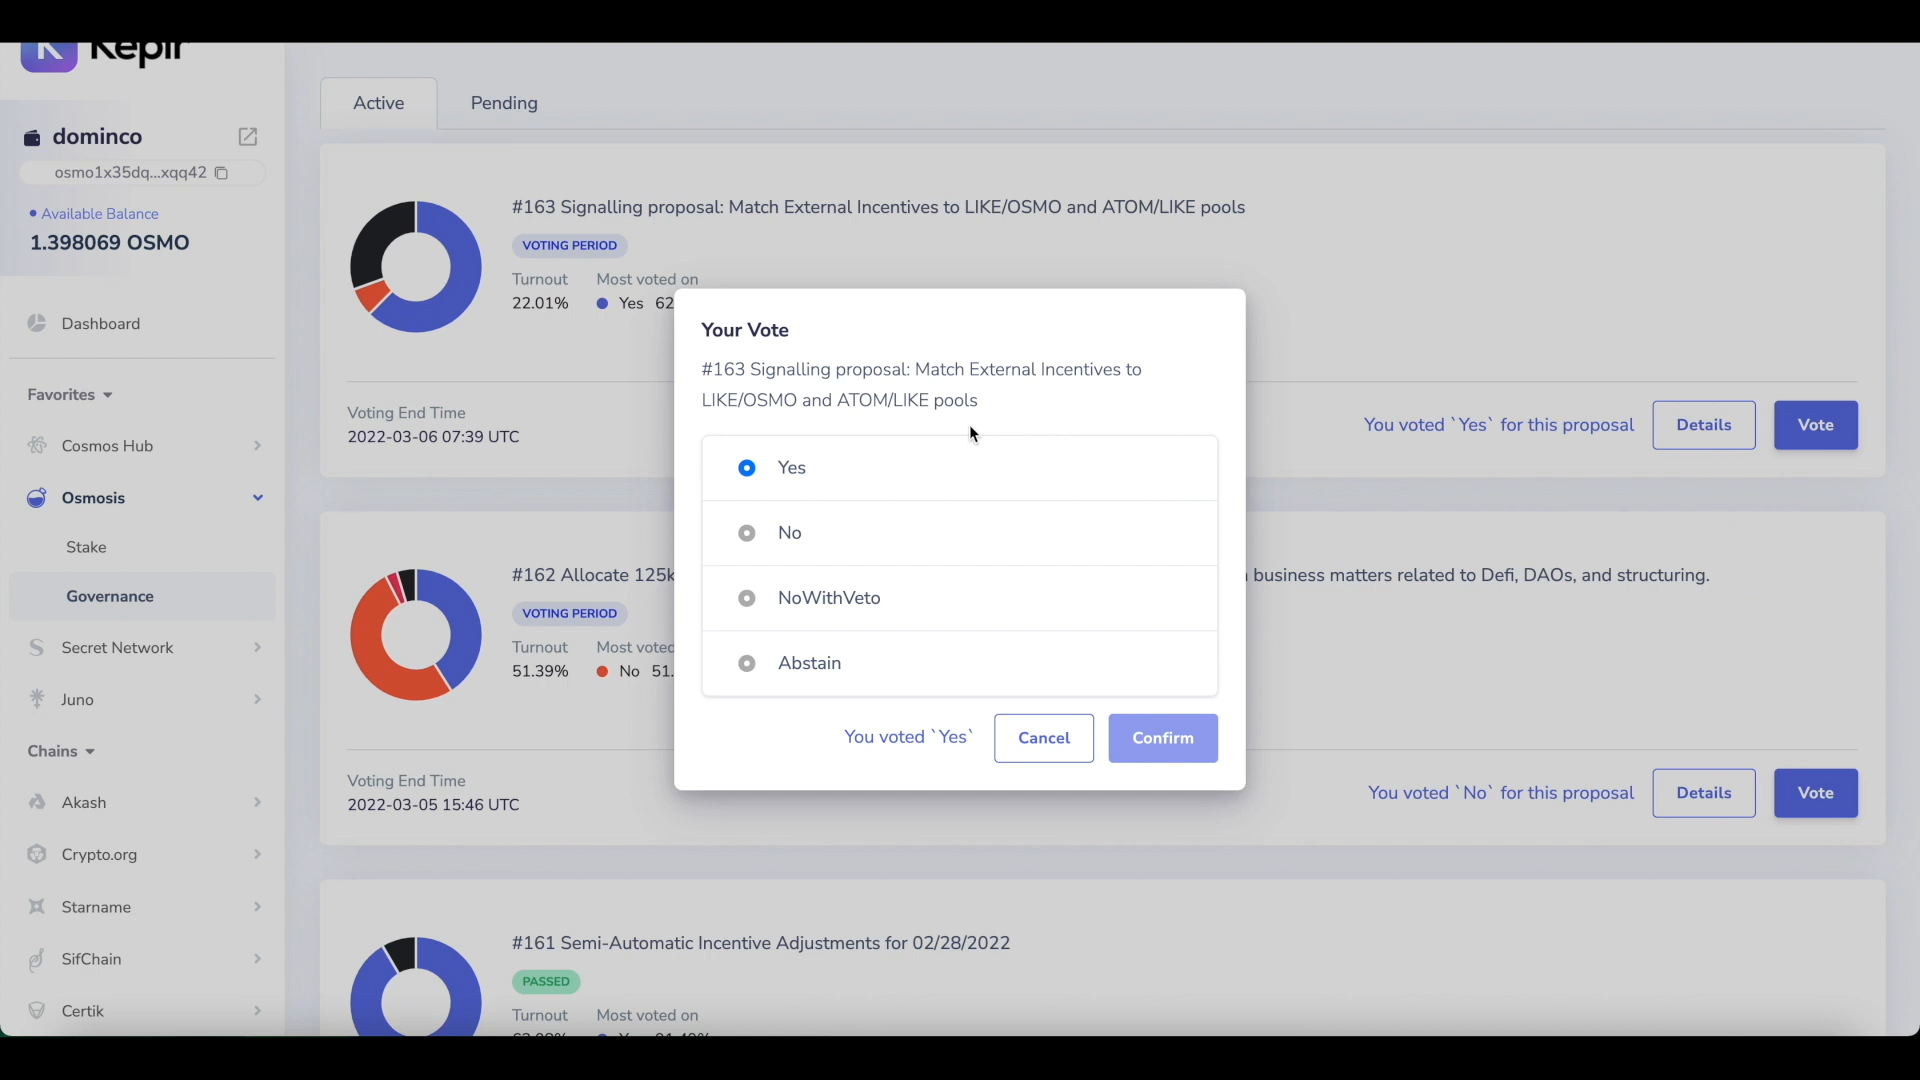 Keplr
dominco
osmo1x35dq...xqq42
Available Balance
1.398069 OSMO
Dashboard
Favorites
Cosmos Hub
Osmosis
Stake
Governance
Secret Network
Juno
Chains
Akash
Crypto.org
Starname
SifChain
Certik
Active
Pending
#163 Signalling proposal: Match External Incentives to LIKE/OSMO and ATOM/LIKE pools
VOTING PERIOD
Turnout Most voted on
22.01% Yes 62
Voting End Time
2022-03-06 07:39 UTC
You voted `Yes` for this proposal
Details
Vote
Your Vote
#163 Signalling proposal: Match External Incentives to
LIKE/OSMO and ATOM/LIKE pools
Yes
No
NoWithVeto
Abstain
You voted `Yes`
Cancel
Confirm
#162 Allocate 125k business matters related to Defi, DAOs, and structuring.
VOTING PERIOD
Turnout Most voted
51.39% No 51.
Voting End Time
2022-03-05 15:46 UTC
You voted `No` for this proposal
Details
Vote
#161 Semi-Automatic Incentive Adjustments for 02/28/2022
PASSED
Turnout Most voted on